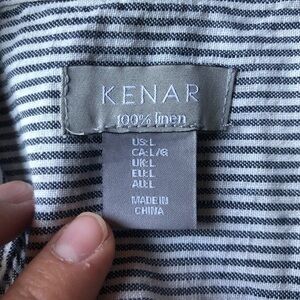 KENAR
100% linen
US:L
CA:L/G
UK:L
EU:L
AU:L
MADE IN
CHINA